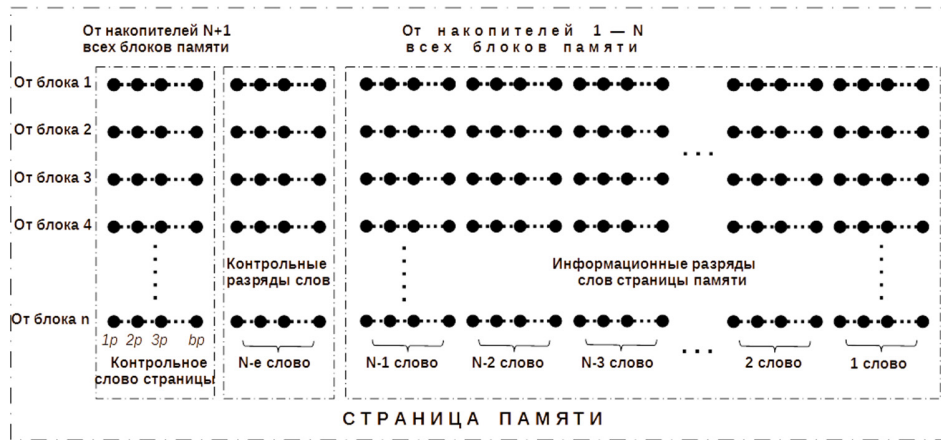 От накопителей N+1
всех блоков памяти
От накопителей 1 — N
всех блоков памяти
От блока 1
От блока 2
От блока 3
От блока 4
Контрольные
разряды слов
Информационные разряды
слов страницы памяти
От блока n
1р 2р 3р bр
Контрольное
слово страницы
N-е слово
N-1 слово
N-2 слово
N-3 слово
...
2 слово
1 слово
СТРАНИЦА ПАМЯТИ